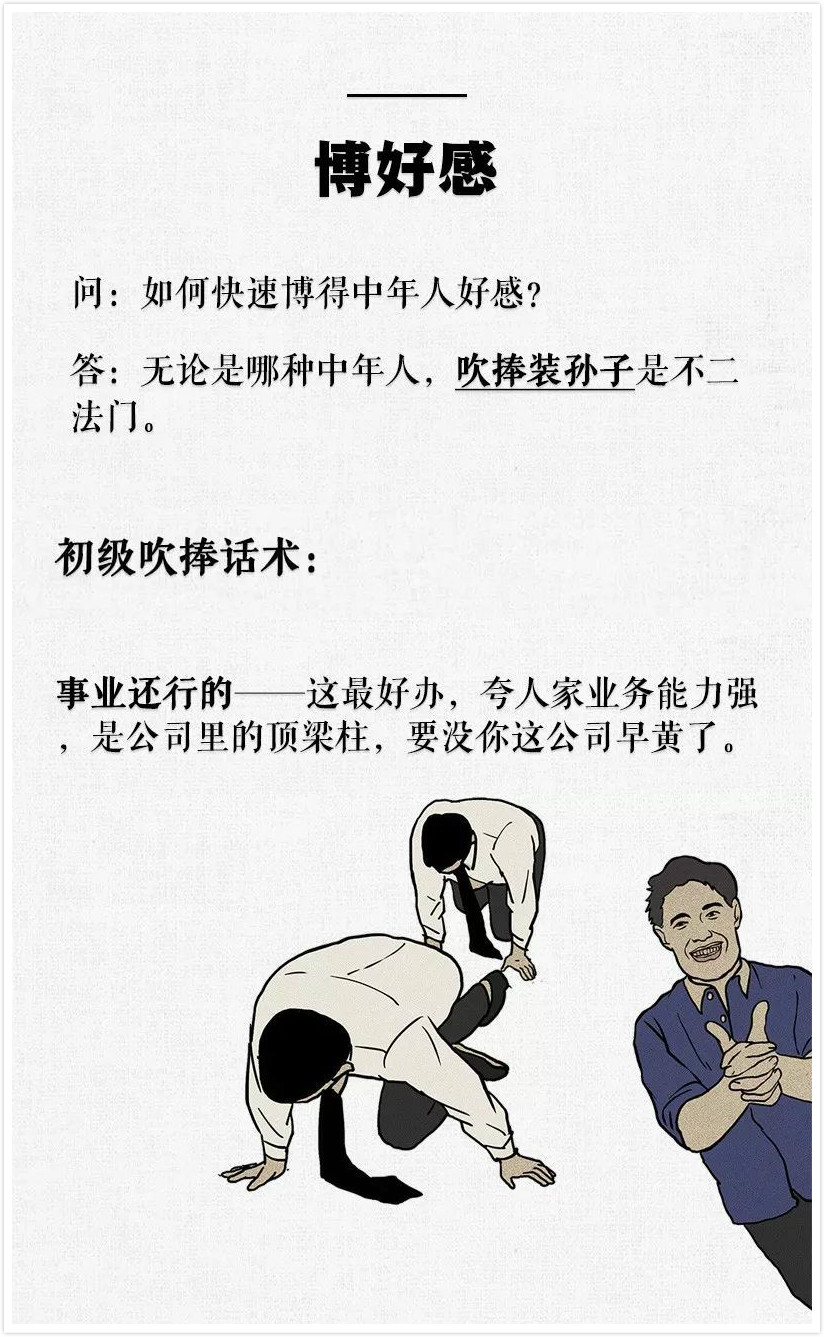 博好感
问：如何快速博得中年人好感？
答：无论是哪种中年人，吹捧装孙子是不二
法门。
初级吹捧话术：
事业还行的——这最好办，夸人家业务能力强
，是公司里的顶梁柱，要没你这公司早黄了。